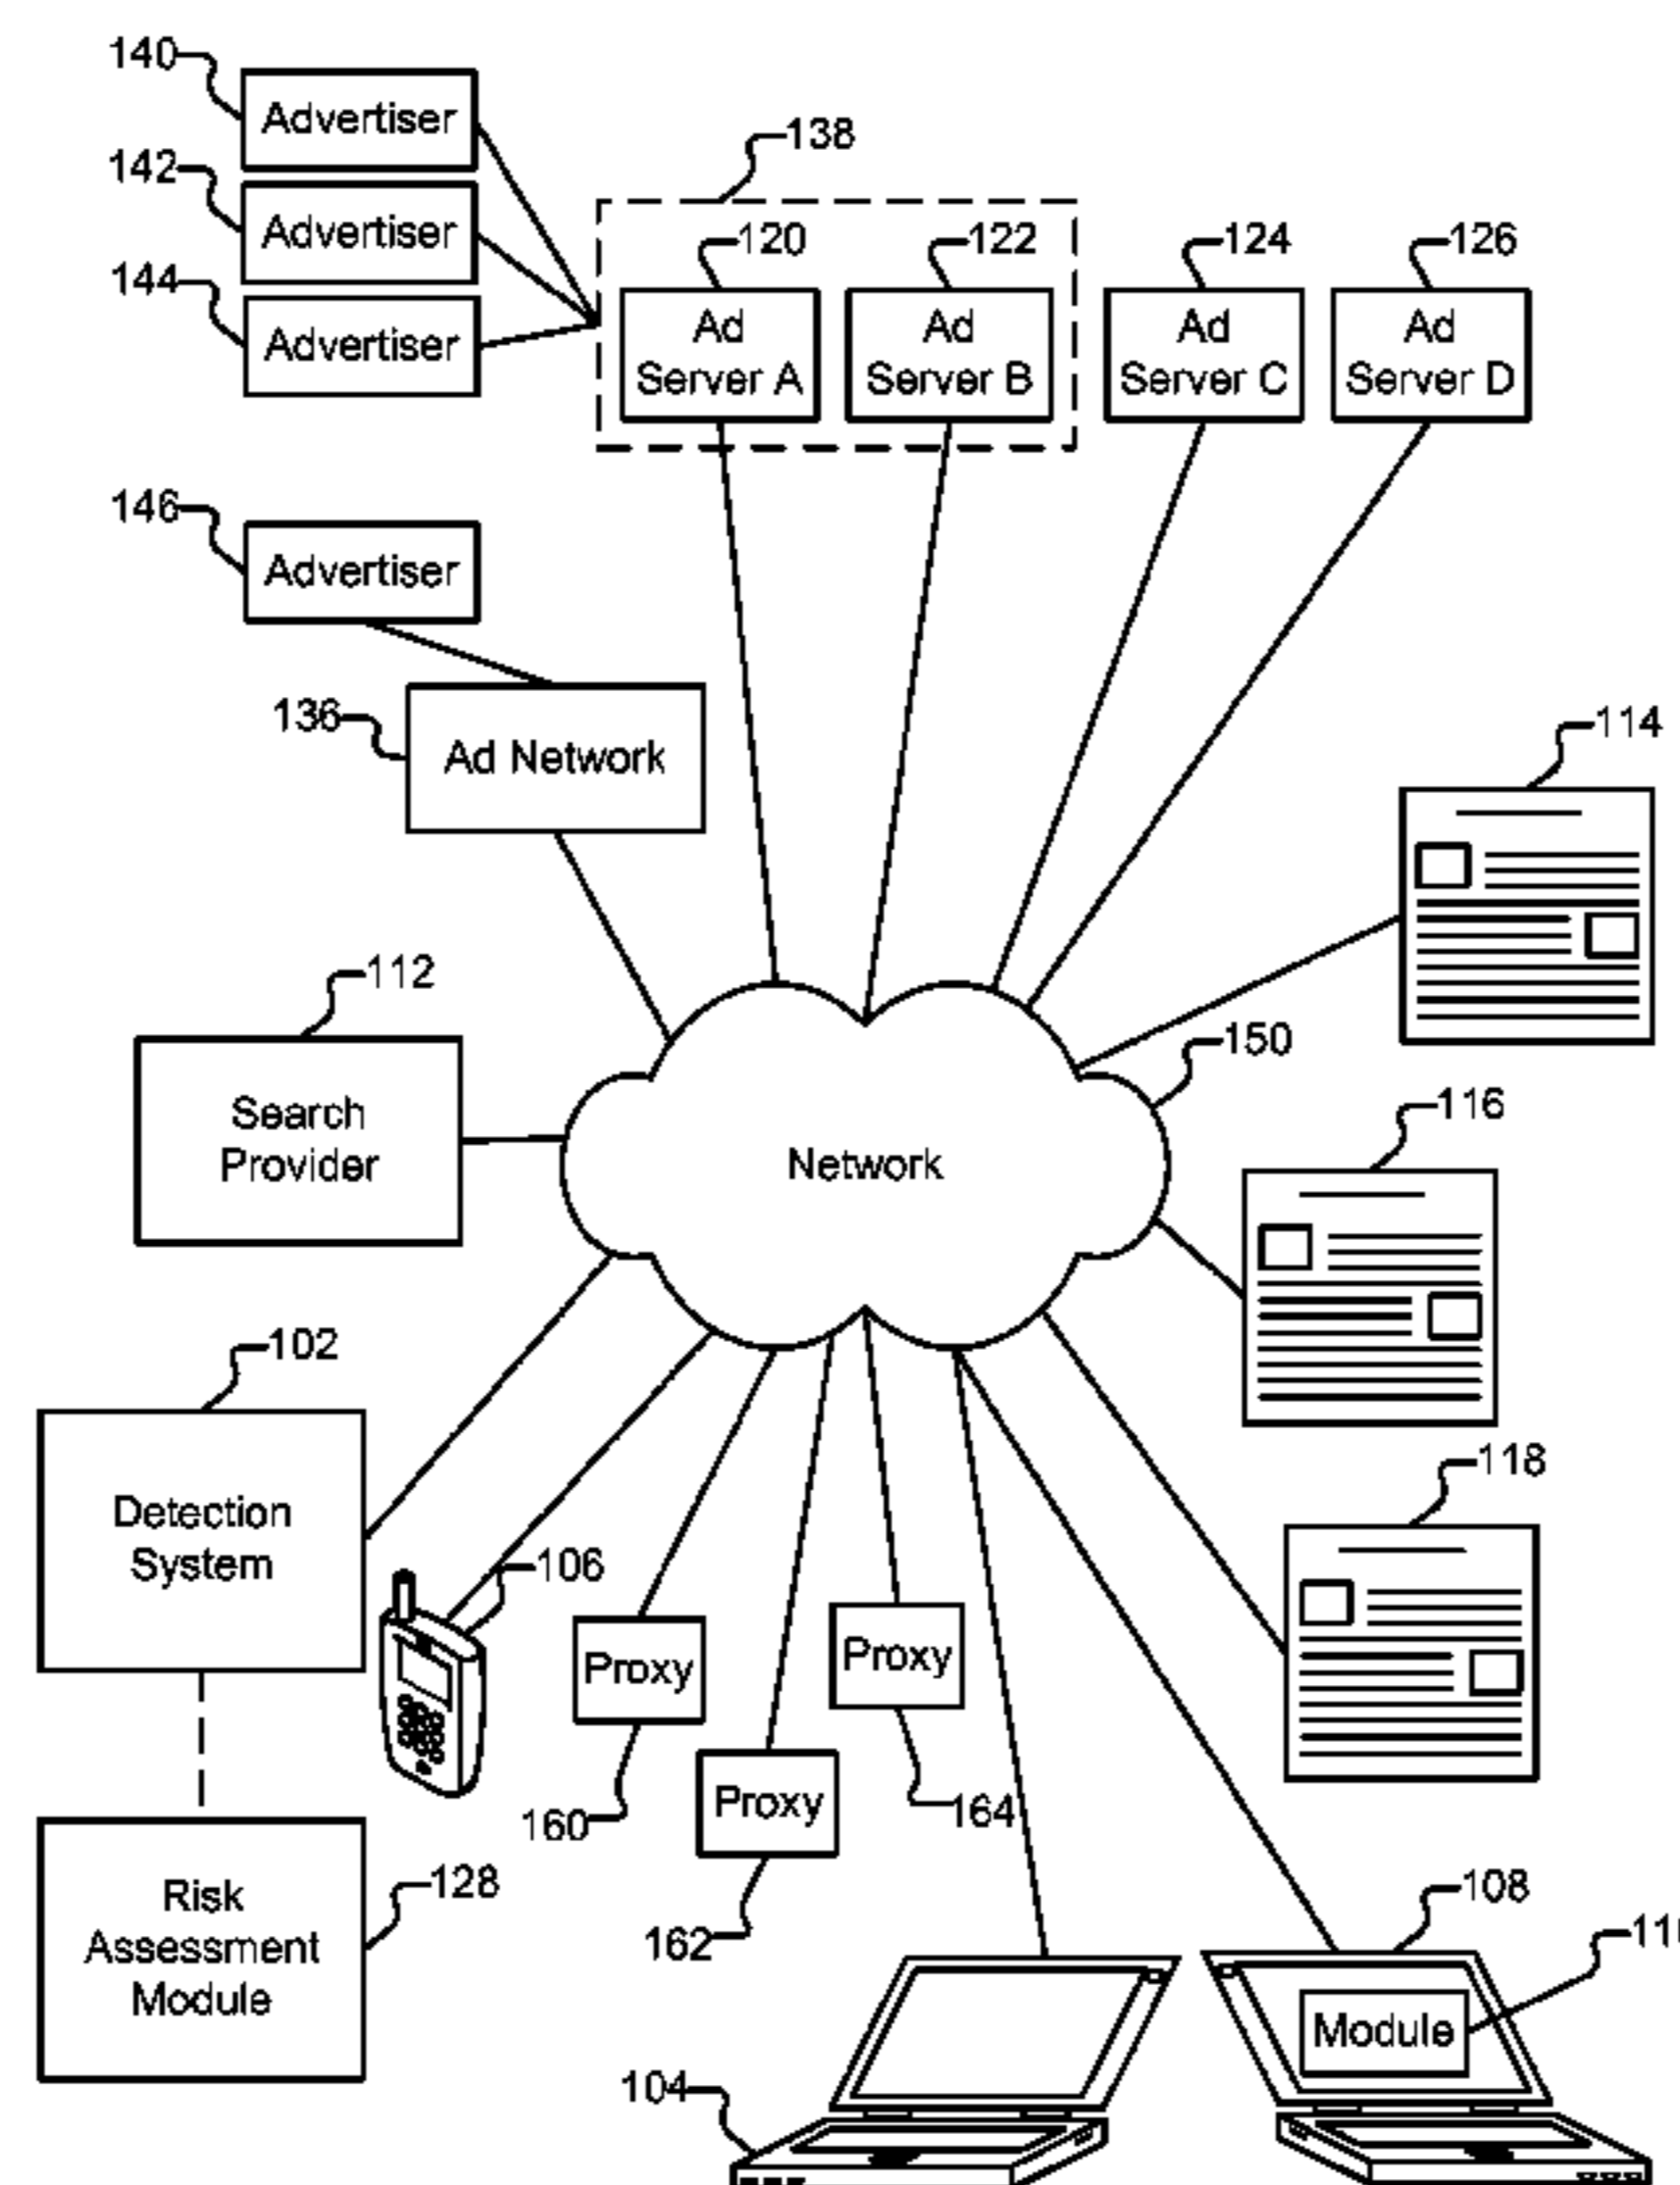 140
Advertiser
142
Advertiser
144
Advertiser
138
120
122
124
126
Ad
Server A
Ad
Server B
Ad
Server C
Ad
Server D
146
Advertiser
136
Ad Network
114
112
Search
Provider
150
Network
116
102
Detection
System
106
118
Proxy
160
Proxy
162
Proxy
164
Risk
Assessment
Module
128
108
Module
104